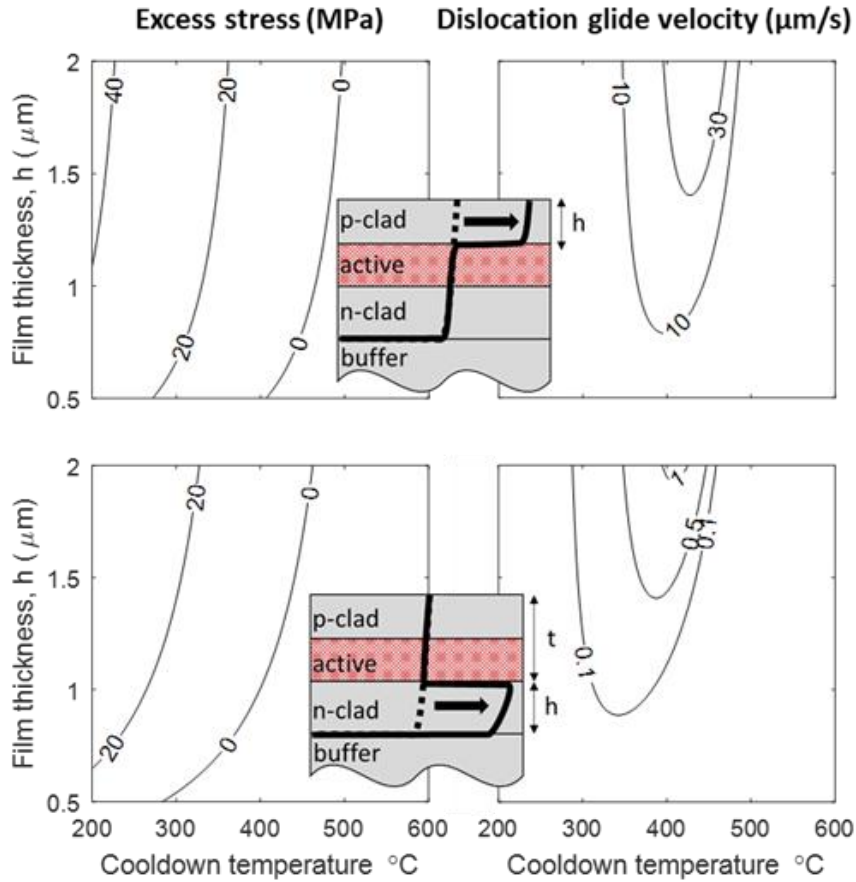 Excess stress (MPa)
Dislocation glide velocity (μm/s)
Film thickness, h ( μm)
2
1.5
1
0.5
40
20
0
20
0
10
30
10
p-clad
active
n-clad
buffer
h
Film thickness, h ( μm)
2
1.5
1
0.5
20
0
20
0
1
0.5
0.1
0.1
p-clad
active
n-clad
buffer
t
h
200 300 400 500 600
200 300 400 500 600
Cooldown temperature °C
Cooldown temperature °C